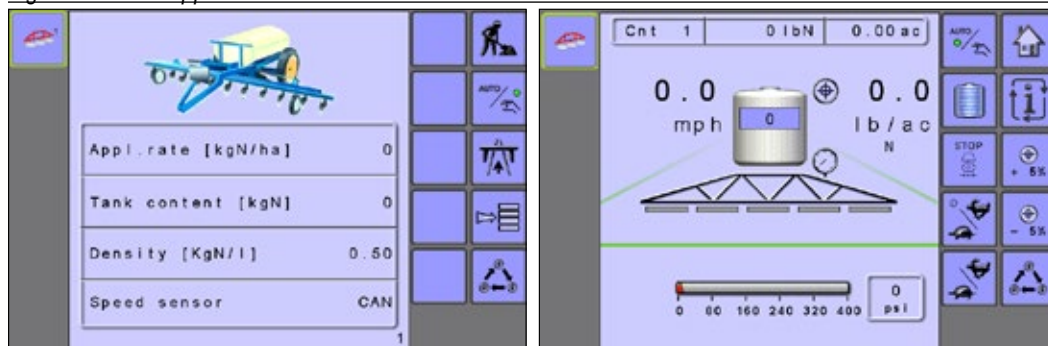 1
AUTO
Appl.rate [kgN/ha] 0
Tank content [kgN] 0
Density [KgN/l] 0.50
Speed sensor CAN
1
Cnt 1 0 lbN 0.00 ac
AUTO
0.0 0.0
mph 0 lb/ac
N
STOP
+ 5%
- 5%
0 80 160 240 320 400
0
psi